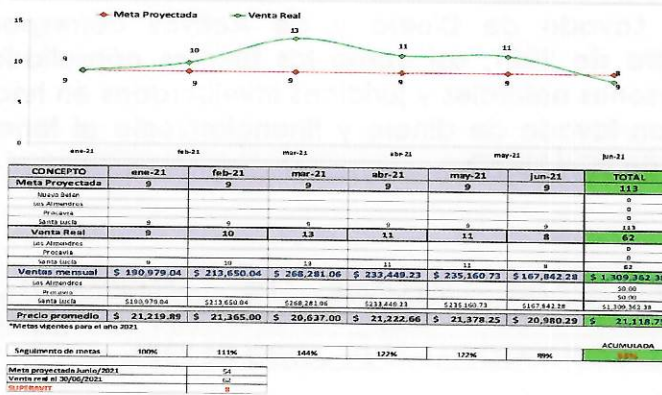 Meta Proyectada Venta Real
15
10
5
0
9 10 13 11 11 8
9 9 9 9 9 9
ene-21 feb-21 mar-21 abr-21 may-21 jun-21
CONCEPTO ene-21 feb-21 mar-21 abr-21 may-21 jun-21 TOTAL
Meta Proyectada 9 9 9 9 9 9 113
Nuevo Belen 0
Los Almendros 0
Procavia 0
Santa Lucía 9 9 9 9 9 9 113
Venta Real 9 10 13 11 11 8 62
Los Almendros 0
Procavia 0
Santa Lucía 9 10 13 11 11 8 62
Ventas mensual $ 190,979.04 $ 213,650.04 $ 268,281.06 $ 233,449.23 $ 235,160.73 $ 167,842.28 $ 1,309,362.38
Los Almendros $0.00
Procavia $0.00
Santa Lucía $190,979.04 $213,650.04 $268,281.06 $233,449.23 $235,160.73 $167,842.28 $1,309,362.38
Precio promedio $ 21,219.89 $ 21,365.00 $ 20,637.00 $ 21,222.66 $ 21,378.25 $ 20,980.29 $ 21,118.75
*Metas vigentes para el año 2021
ACUMULADA
Seguimento de metas 100% 111% 144% 122% 122% 89%
Meta proyectada Junio/2021 54
Venta real al 30/06/2021 62
SUPERAVIT 8